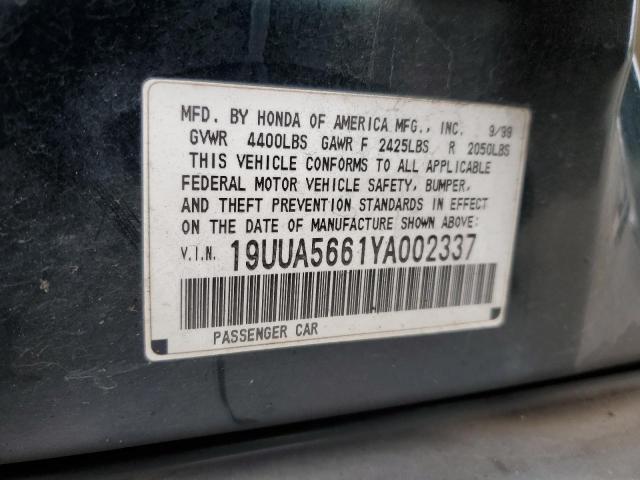 MFD. BY HONDA OF AMERICA MFG., INC. 9/99
GVWR 4400LBS GAWR F 2425LBS R 2050LBS
THIS VEHICLE CONFORMS TO ALL APPLICABLE
FEDERAL MOTOR VEHICLE SAFETY, BUMPER,
AND THEFT PREVENTION STANDARDS IN EFFECT
ON THE DATE OF MANUFACTURE SHOWN ABOVE:
V.I.N. 19UUA5661YA002337
PASSENGER CAR